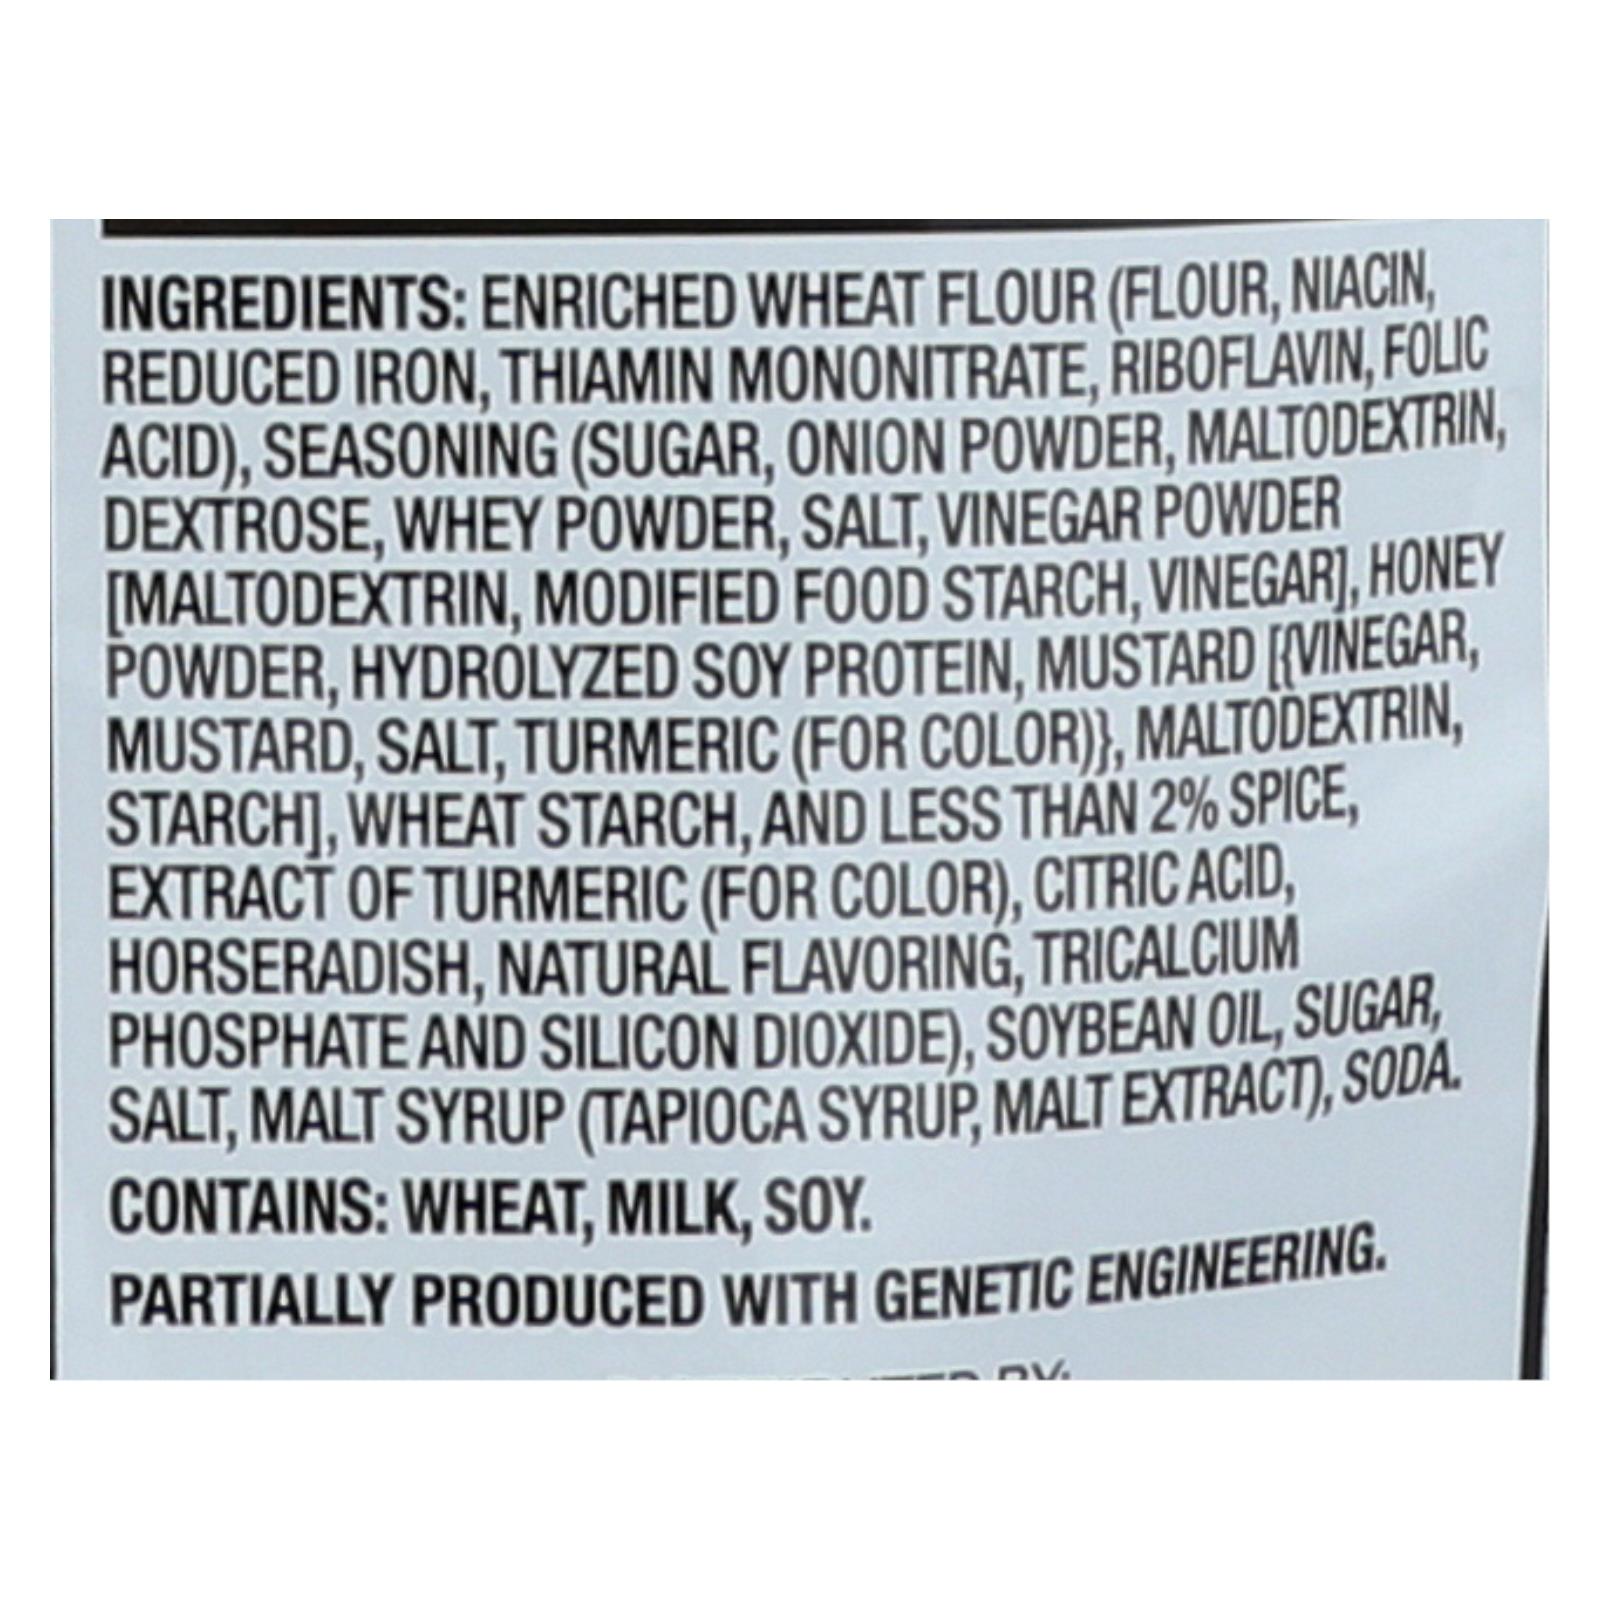 INGREDIENTS: ENRICHED WHEAT FLOUR (FLOUR, NIACIN,
REDUCED IRON, THIAMIN MONONITRATE, RIBOFLAVIN, FOLIC
ACID), SEASONING (SUGAR, ONION POWDER, MALTODEXTRIN,
DEXTROSE, WHEY POWDER, SALT, VINEGAR POWDER
[MALTODEXTRIN, MODIFIED FOOD STARCH, VINEGAR], HONEY
POWDER, HYDROLYZED SOY PROTEIN, MUSTARD [{VINEGAR,
MUSTARD, SALT, TURMERIC (FOR COLOR)}, MALTODEXTRIN,
STARCH], WHEAT STARCH, AND LESS THAN 2% SPICE,
EXTRACT OF TURMERIC (FOR COLOR), CITRIC ACID,
HORSERADISH, NATURAL FLAVORING, TRICALCIUM
PHOSPHATE AND SILICON DIOXIDE), SOYBEAN OIL, SUGAR,
SALT, MALT SYRUP (TAPIOCA SYRUP, MALT EXTRACT), SODA.
CONTAINS: WHEAT, MILK, SOY.
PARTIALLY PRODUCED WITH GENETIC ENGINEERING.
BY: